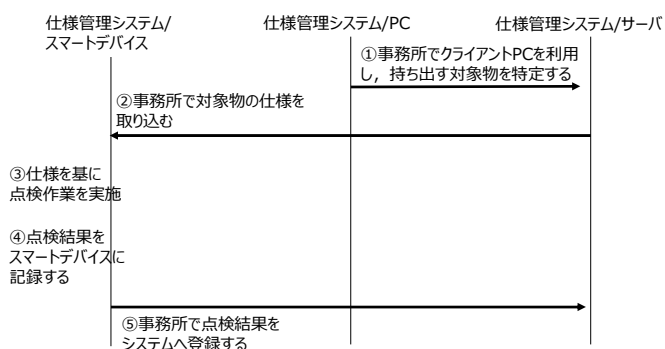 仕様管理システム/
スマートデバイス
仕様管理システム/PC
仕様管理システム/サーバ
①事務所でクライアントPCを利用
し，持ち出す対象物を特定する
②事務所で対象物の仕様を
取り込む
③仕様を基に
点検作業を実施
④点検結果を
スマートデバイスに
記録する
⑤事務所で点検結果を
システムへ登録する